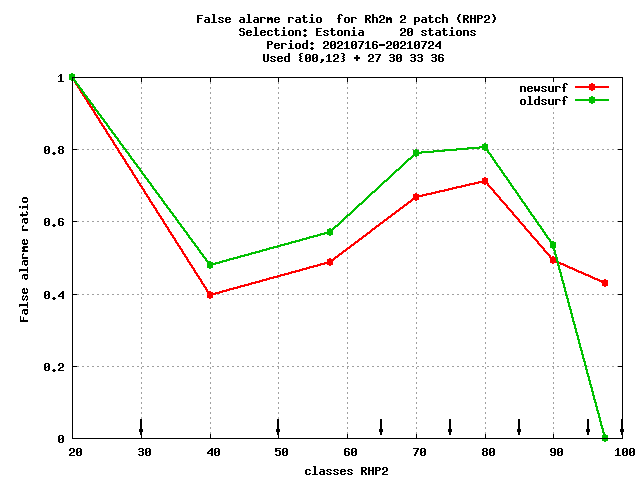 False alarme ratio  for Rh2m 2 patch (RHP2)
Selection: Estonia     20 stations
Period: 20210716-20210724
Used {00,12} + 27 30 33 36
newsurf
oldsurf
1
0.8
0.6
0.4
0.2
0
False alarme ratio
20 30 40 50 60 70 80 90 100
classes RHP2